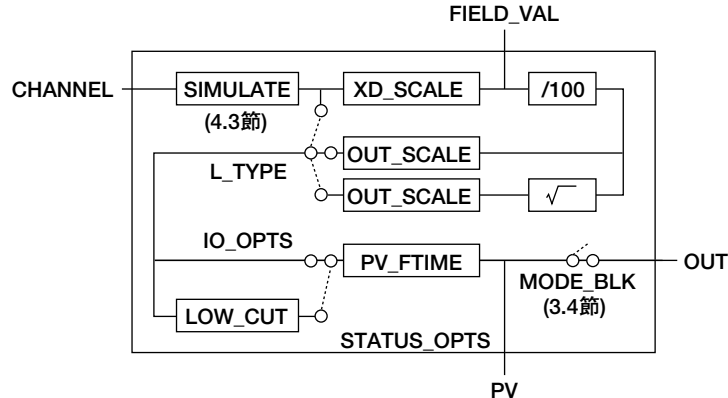 FIELD_VAL
CHANNEL
SIMULATE
XD_SCALE
/100
(4.3節)
OUT_SCALE
L_TYPE
OUT_SCALE
√
IO_OPTS
PV_FTIME
OUT
MODE_BLK
(3.4節)
LOW_CUT
STATUS_OPTS
PV